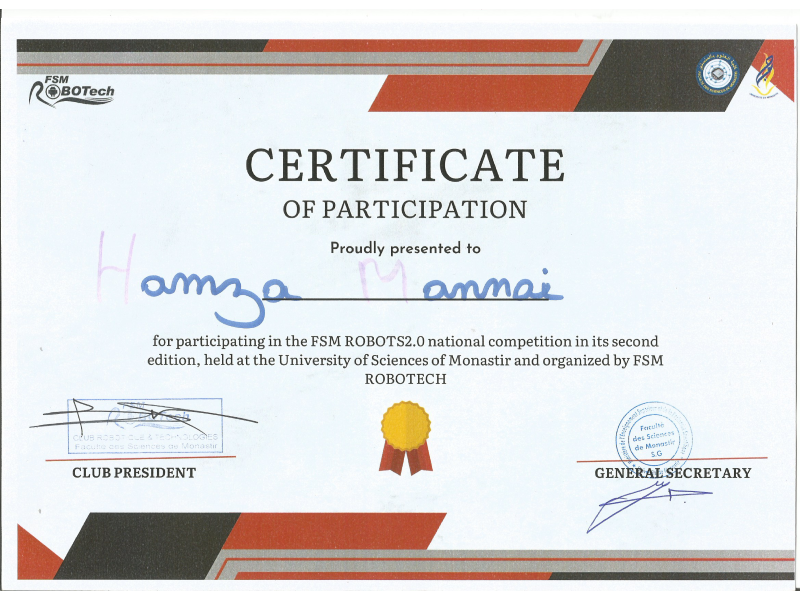 FSM
ROBOTech
CERTIFICATE
OF PARTICIPATION
Proudly presented to
Hamza Mannai
for participating in the FSM ROBOTS2.0 national competition in its second
edition, held at the University of Sciences of Monastir and organized by FSM
ROBOTECH
FSM
ROBOTech
CLUB ROBOTIQUE & TECHNOLOGIES
Faculté des Sciences de Monastir
CLUB PRESIDENT
Faculté
des Sciences
de Monastir
S.G
GENERAL SECRETARY